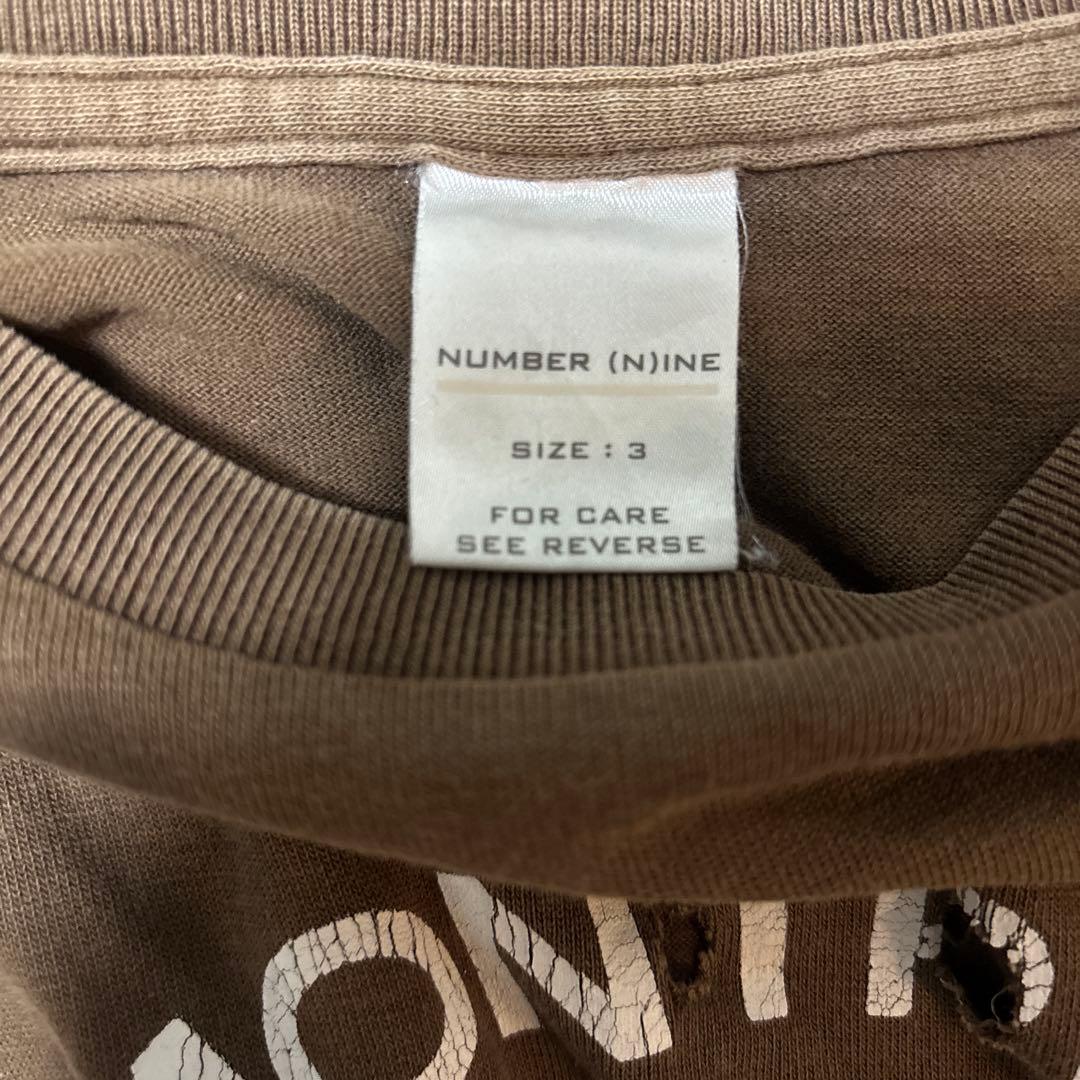 NUMBER (N)INE
SIZE : 3
FOR CARE
SEE REVERSE